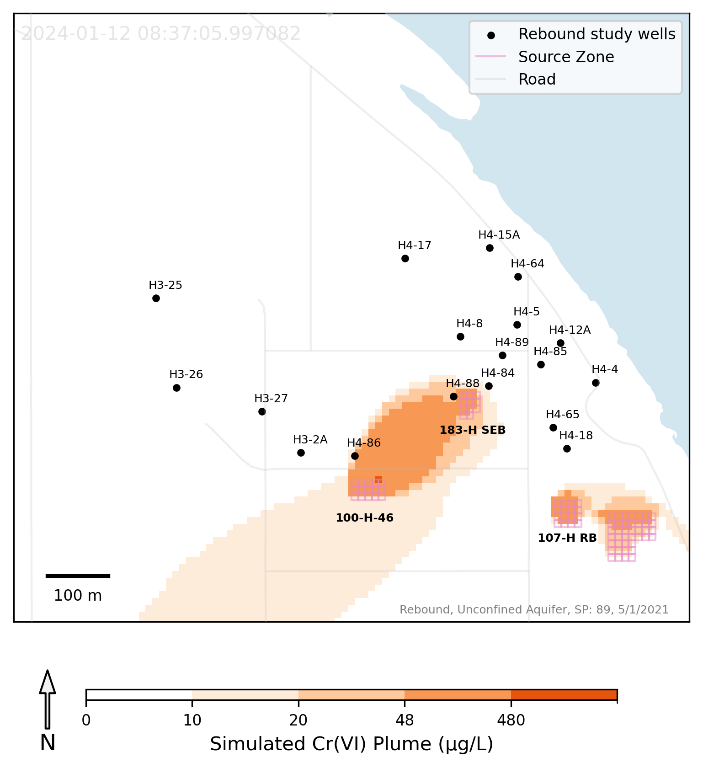 2024-01-12 08:37:05.997082
Rebound study wells
Source Zone
Road
H4-15A
H4-17
H4-64
H3-25
H4-5
H4-8
H4-12A
H4-89
H4-85
H3-26
H4-84
H4-4
H4-88
H3-27
H4-65
183-H SEB
H4-18
H3-2A
H4-86
100-H-46
107-H RB
100 m
Rebound, Unconfined Aquifer, SP: 89, 5/1/2021
N
0 10 20 48 480
Simulated Cr(VI) Plume (µg/L)